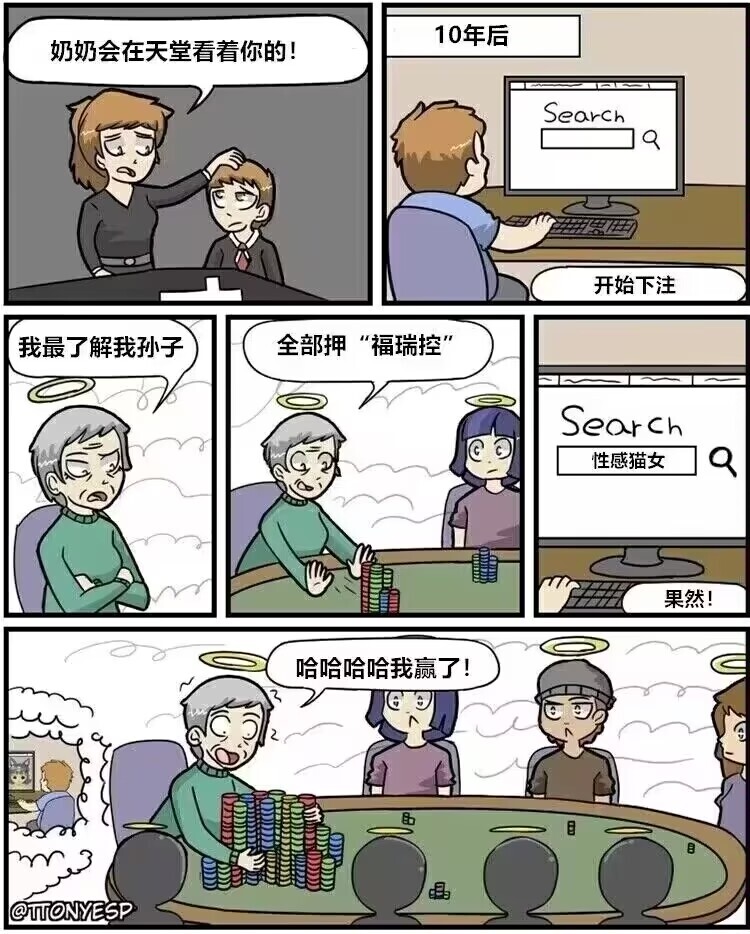 奶奶会在天堂看着你的！
10年后
Search
开始下注
我最了解我孙子
全部押“福瑞控”
Search
性感猫女
果然！
哈哈哈哈我赢了！
@TTONYESP